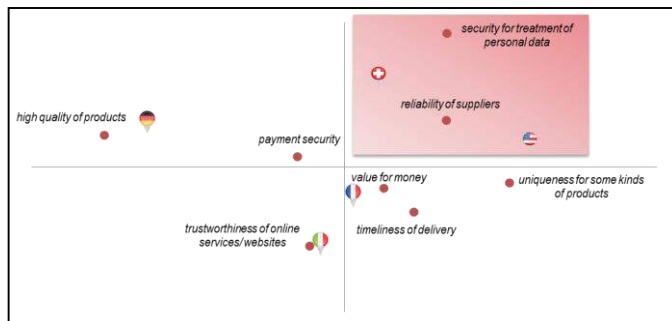 security for treatment of
personal data
reliability of suppliers
high quality of products
payment security
value for money
uniqueness for some kinds
of products
trustworthiness of online
services/websites
timeliness of delivery